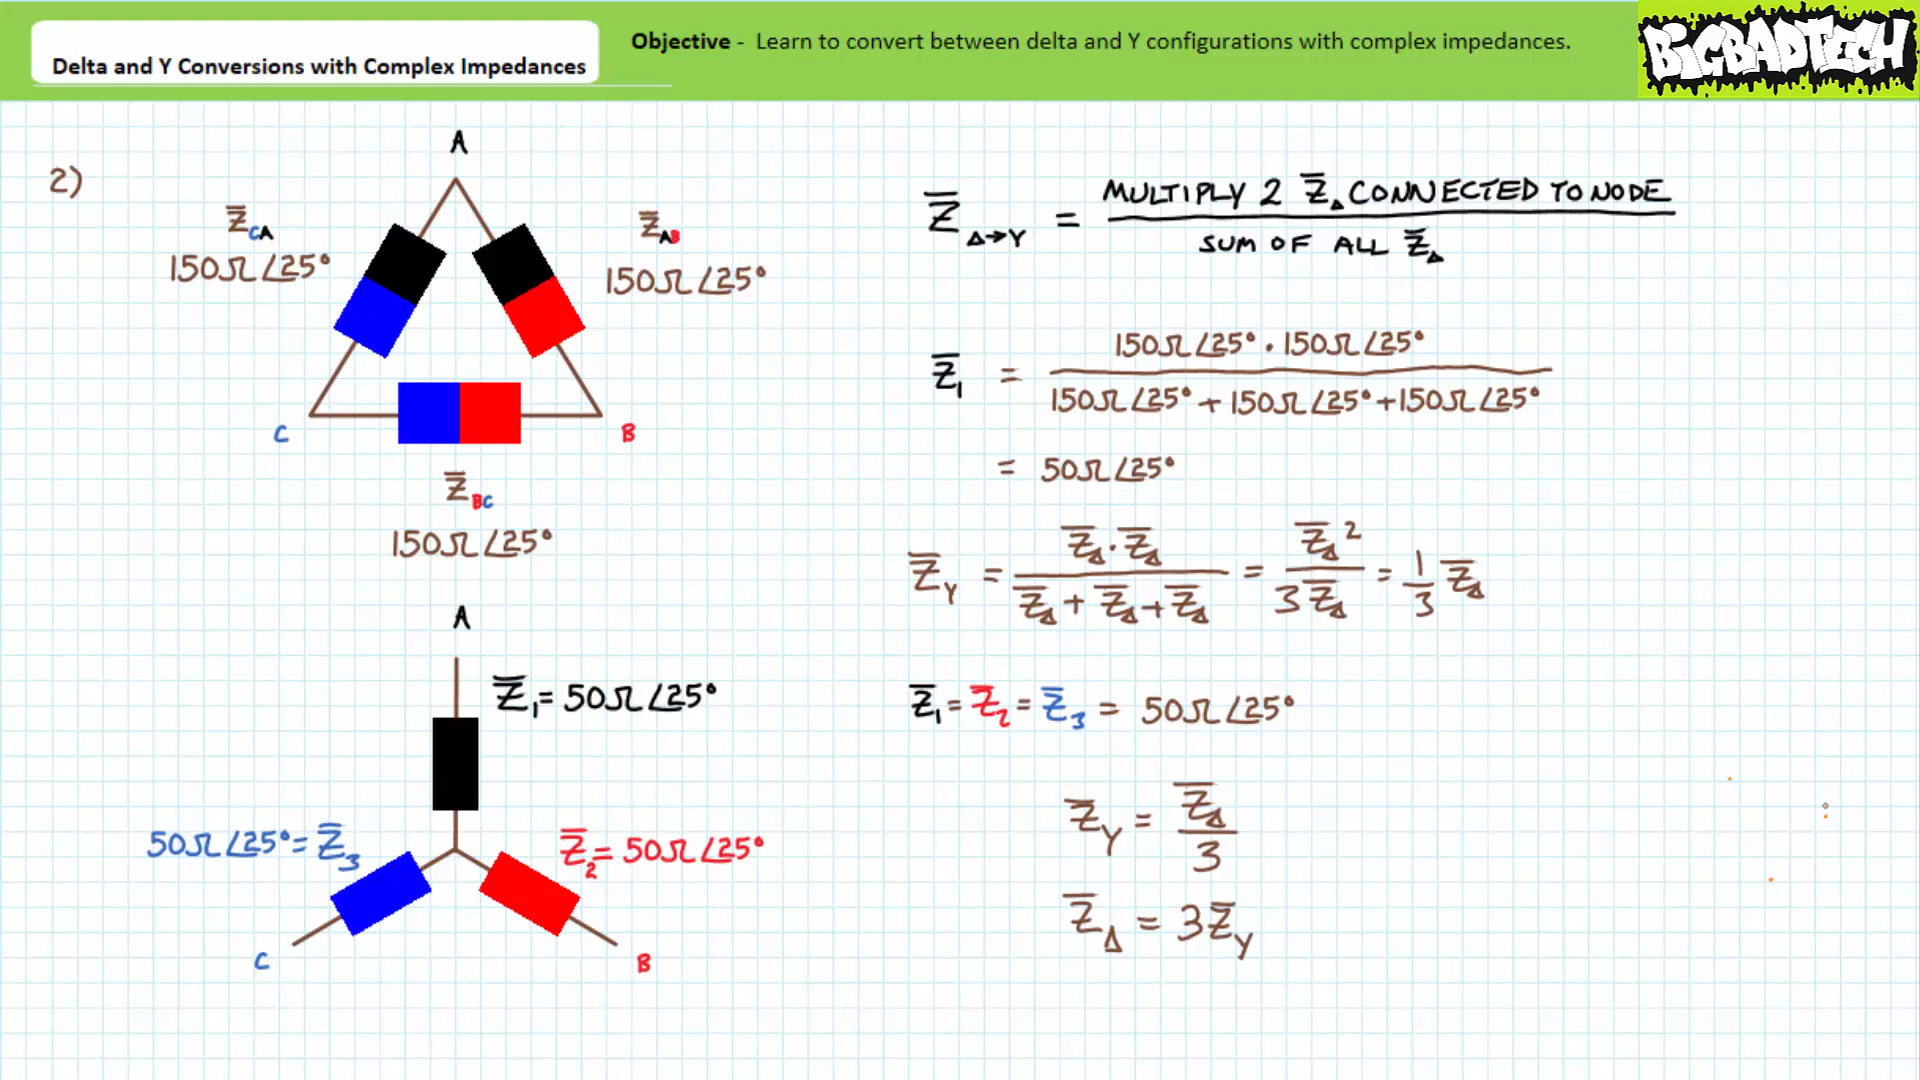 Delta and Y Conversions with Complex Impedances
Objective - Learn to convert between delta and Y configurations with complex impedances.
BIGBADTECH
2)
A
Z̅CA
150Ω∠25°
Z̅AB
150Ω∠25°
C
B
Z̅BC
150Ω∠25°
A
Z̅1 = 50Ω∠25°
50Ω∠25° = Z̅3
Z̅2 = 50Ω∠25°
C
B
Z̅Δ→Y = MULTIPLY 2 Z̅Δ CONNECTED TO NODE
SUM OF ALL Z̅Δ
Z̅1 = 150Ω∠25° · 150Ω∠25°
150Ω∠25° + 150Ω∠25° + 150Ω∠25°
= 50Ω∠25°
Z̅Y = Z̅Δ · Z̅Δ / Z̅Δ + Z̅Δ + Z̅Δ = Z̅Δ² / 3Z̅Δ = 1/3 Z̅Δ
Z̅1 = Z̅2 = Z̅3 = 50Ω∠25°
Z̅Y = Z̅Δ / 3
Z̅Δ = 3Z̅Y